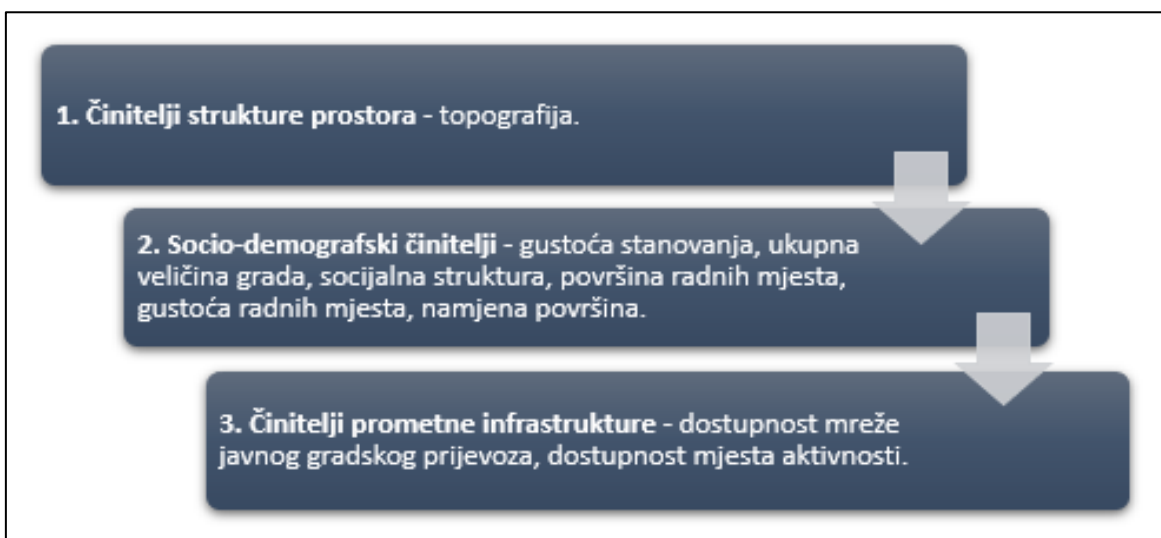 1. Činitelji strukture prostora - topografija.
2. Socio-demografski činitelji - gustoća stanovanja, ukupna
veličina grada, socijalna struktura, površina radnih mjesta,
gustoća radnih mjesta, namjena površina.
3. Činitelji prometne infrastrukture - dostupnost mreže
javnog gradskog prijevoza, dostupnost mjesta aktivnosti.